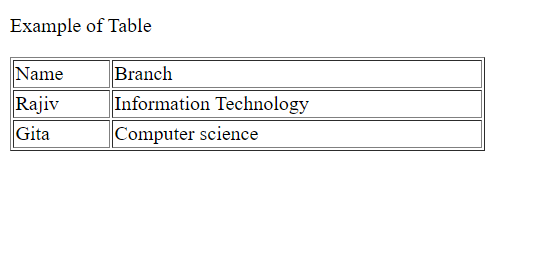 Example of Table
Name Branch
Rajiv Information Technology
Gita Computer science